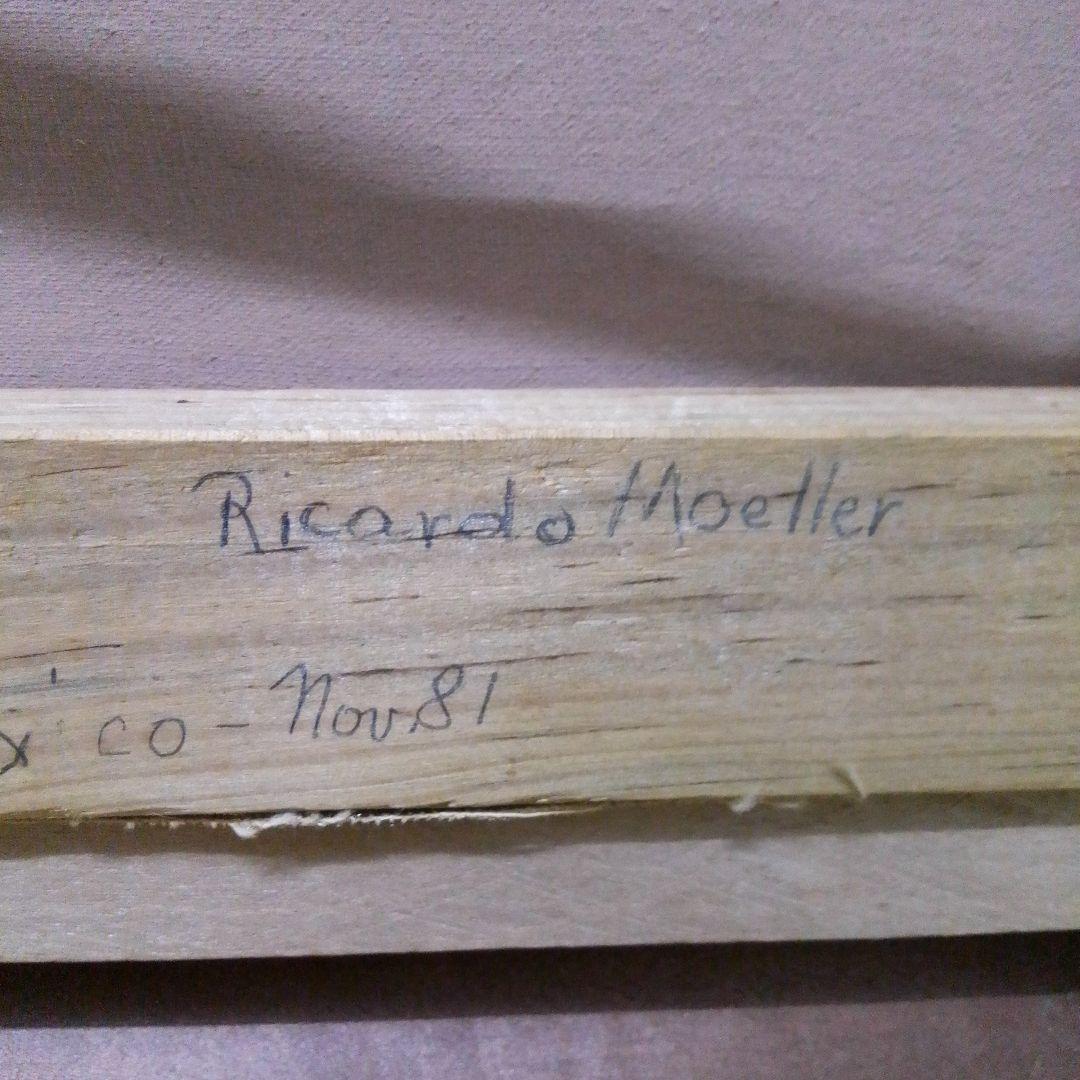 Ricardo Moeller
xico - Nov. 81